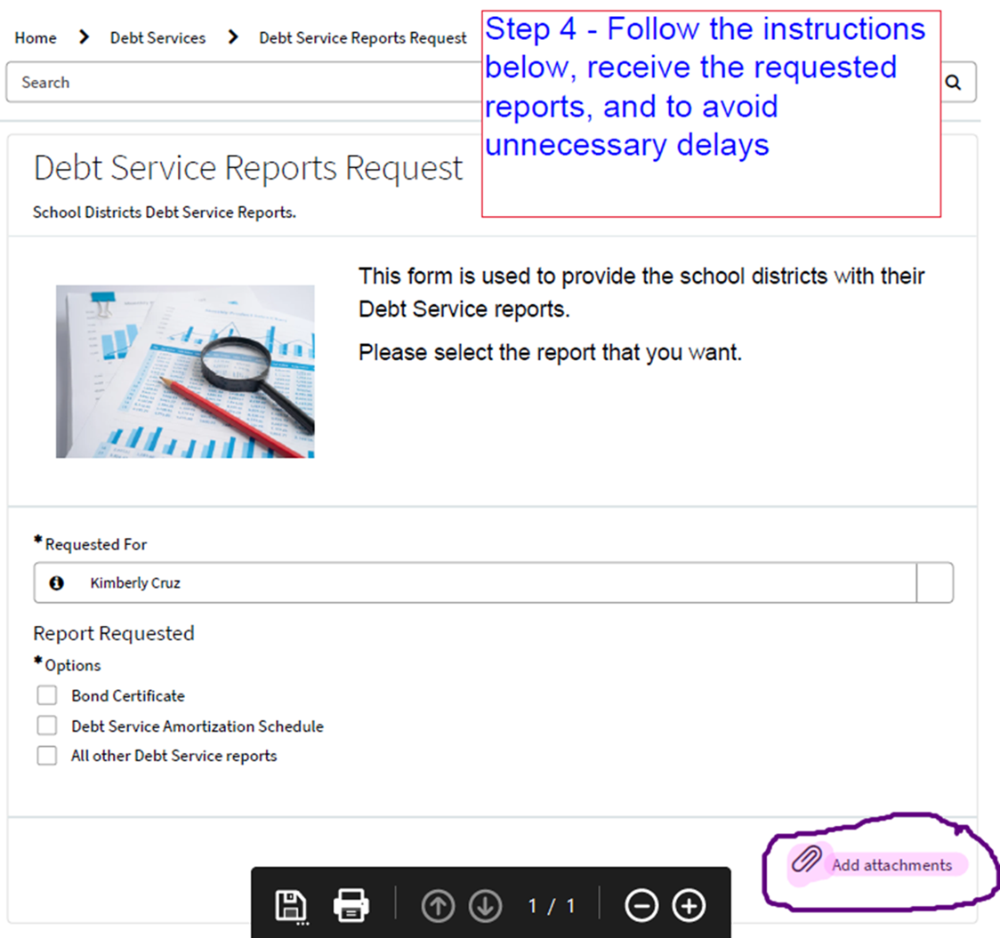 Home > Debt Services > Debt Service Reports Request
Step 4 - Follow the instructions
below, receive the requested
reports, and to avoid
unnecessary delays
Search
Debt Service Reports Request
School Districts Debt Service Reports.
This form is used to provide the school districts with their
Debt Service reports.
Please select the report that you want.
*Requested For
Kimberly Cruz
Report Requested
*Options
Bond Certificate
Debt Service Amortization Schedule
All other Debt Service reports
Add attachments
1 / 1